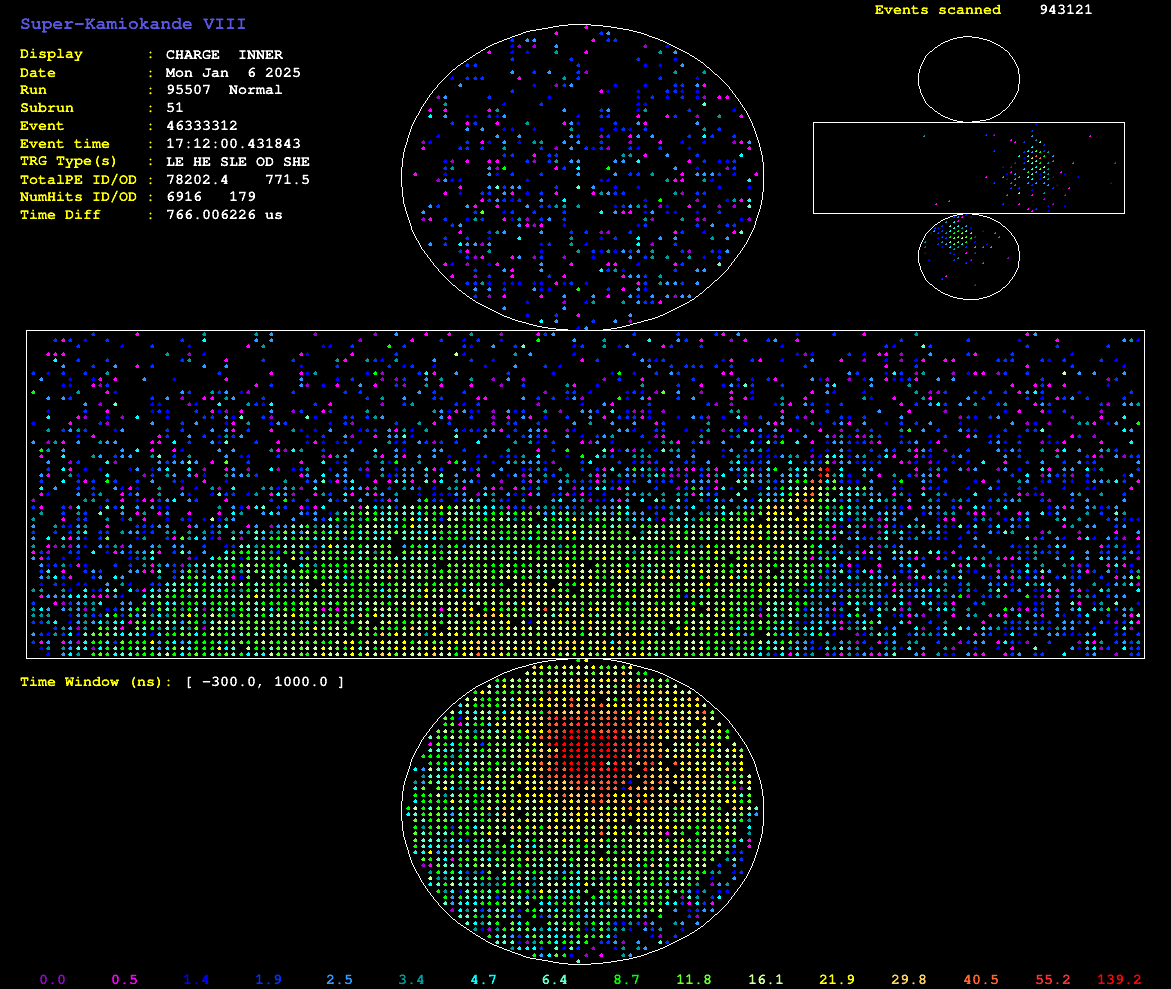 Events scanned 943121
Super-Kamiokande VIII
Display : CHARGE INNER
Date : Mon Jan 6 2025
Run : 95507 Normal
Subrun : 51
Event : 46333312
Event time : 17:12:00.431843
TRG Type(s) : LE HE SLE OD SHE
TotalPE ID/OD : 78202.4 771.5
NumHits ID/OD : 6916 179
Time Diff : 766.006226 us
Time Window (ns): [ -300.0, 1000.0 ]
0.0 0.5 1.4 1.9 2.5 3.4 4.7 6.4 8.7 11.8 16.1 21.9 29.8 40.5 55.2 139.2